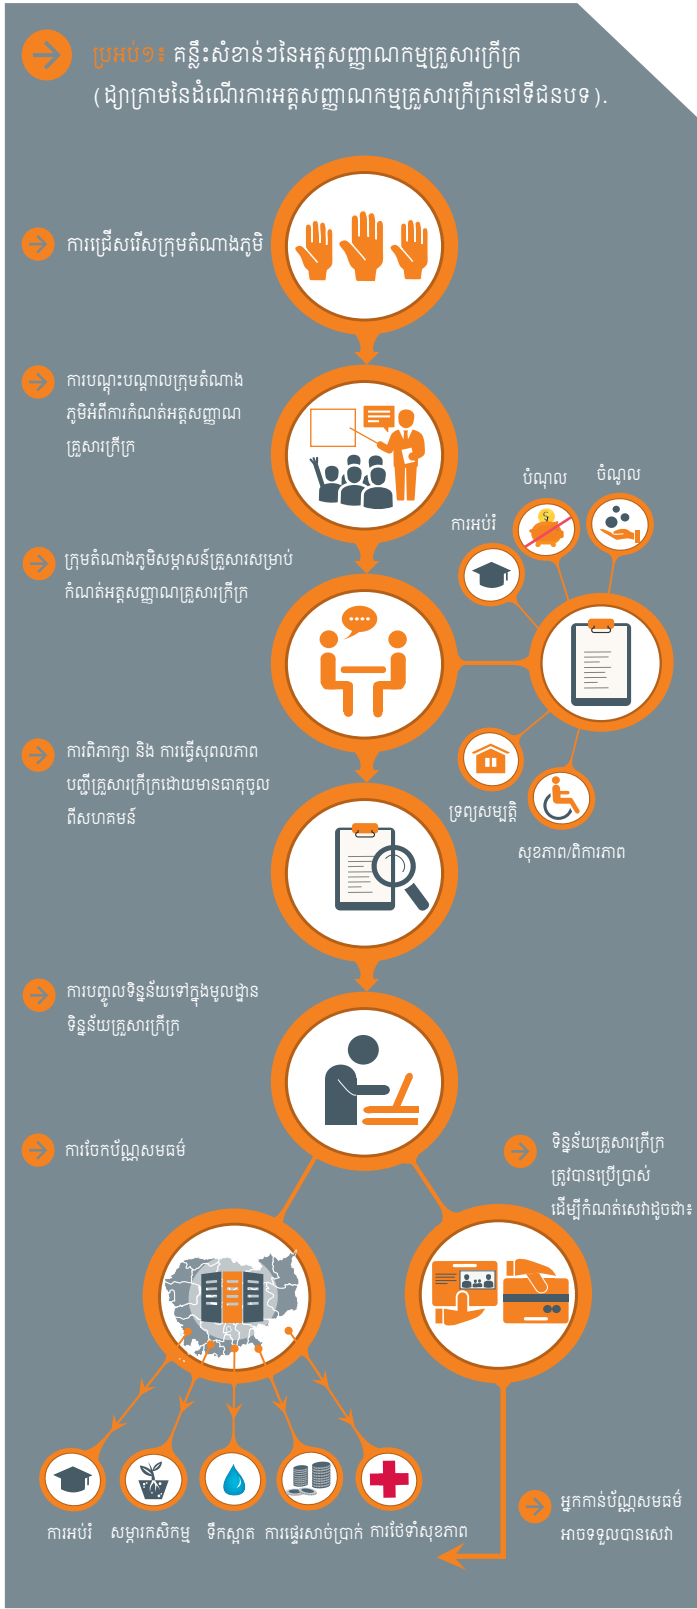 ប្រអប់១៖ គន្លឹះសំខាន់ៗនៃអត្តសញ្ញាណកម្មគ្រួសារក្រីក្រ
(ដ្យាក្រាមនៃដំណើរការអត្តសញ្ញាណកម្មគ្រួសារក្រីក្រនៅទីជនបទ).
ការជ្រើសរើសក្រុមតំណាងភូមិ
ការបណ្តុះបណ្តាលក្រុមតំណាង
ភូមិអំពីការកំណត់អត្តសញ្ញាណ
គ្រួសារក្រីក្រ
ក្រុមតំណាងភូមិសម្ភាសន៍គ្រួសារសម្រាប់
កំណត់អត្តសញ្ញាណគ្រួសារក្រីក្រ
ការអប់រំ
បំណុល
ចំណូល
ទ្រព្យសម្បត្តិ
សុខភាព/ពិការភាព
ការពិភាក្សា និង ការធ្វើសុពលភាព
បញ្ជីគ្រួសារក្រីក្រដោយមានធាតុចូល
ពីសហគមន៍
ការបញ្ចូលទិន្នន័យទៅក្នុងមូលដ្ឋាន
ទិន្នន័យគ្រួសារក្រីក្រ
ការចែកប័ណ្ណសមធម៌
ទិន្នន័យគ្រួសារក្រីក្រ
ត្រូវបានប្រើប្រាស់
ដើម្បីកំណត់សេវាដូចជា៖
ការអប់រំ
សម្ភារកសិកម្ម
ទឹកស្អាត
ការផ្ទេរសាច់ប្រាក់
ការថែទាំសុខភាព
អ្នកកាន់ប័ណ្ណសមធម៌
អាចទទួលបានសេវា